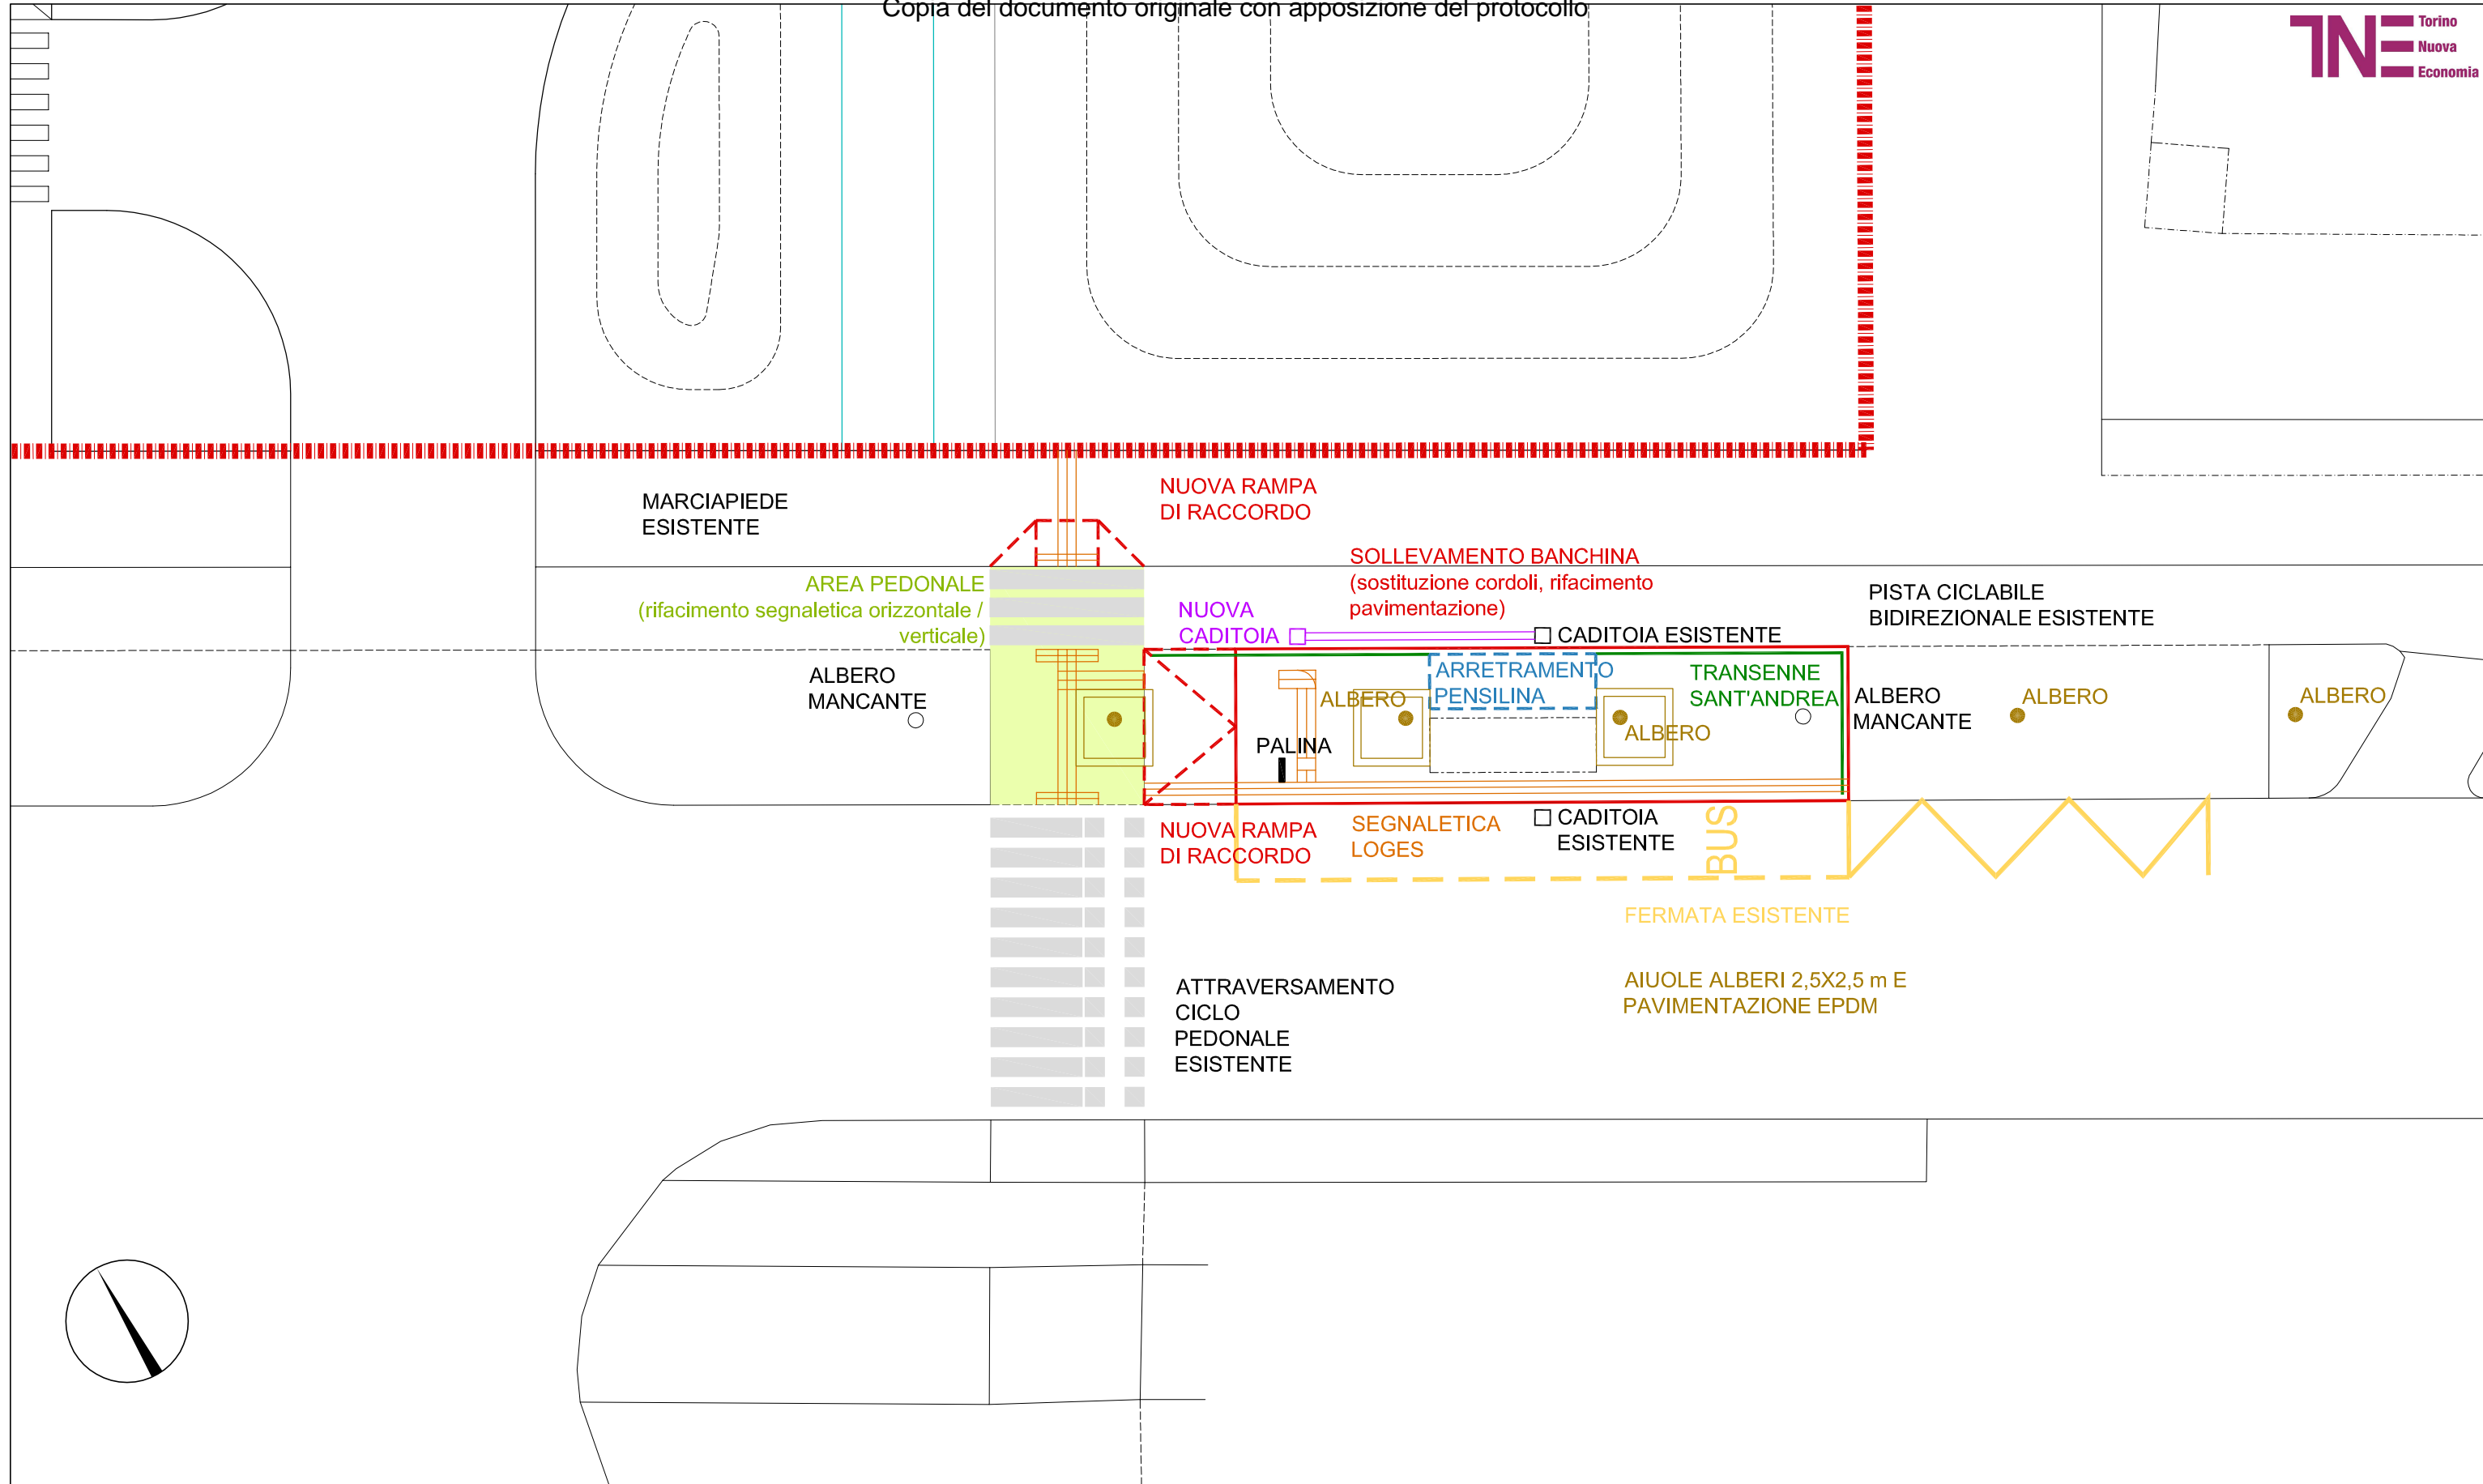 Copia del documento originale con apposizione del protocollo
TNE
Torino
Nuova
Economia
MARCIAPIEDE
ESISTENTE
NUOVA RAMPA
DI RACCORDO
SOLLEVAMENTO BANCHINA
(sostituzione cordoli, rifacimento
pavimentazione)
AREA PEDONALE
(rifacimento segnaletica orizzontale /
verticale)
NUOVA
CADITOIA
CADITOIA ESISTENTE
PISTA CICLABILE
BIDIREZIONALE ESISTENTE
ALBERO
MANCANTE
ALBERO
ARRETRAMENTO
PENSILINA
ALBERO
TRANSENNE
SANT'ANDREA
ALBERO
MANCANTE
ALBERO
ALBERO
PALINA
NUOVA RAMPA
DI RACCORDO
SEGNALETICA
LOGES
CADITOIA
ESISTENTE
BUS
FERMATA ESISTENTE
ATTRAVERSAMENTO
CICLO
PEDONALE
ESISTENTE
AIUOLE ALBERI 2,5X2,5 m E
PAVIMENTAZIONE EPDM